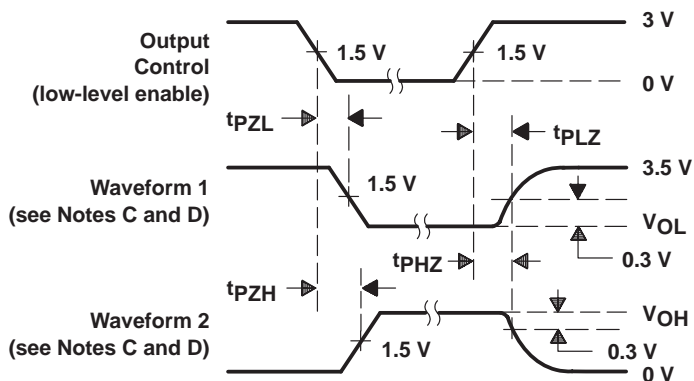 Output
Control
(low-level enable)
1.5 V
1.5 V
3 V
0 V
tPZL
tPLZ
Waveform 1
(see Notes C and D)
1.5 V
3.5 V
VOL
0.3 V
tPHZ
tPZH
Waveform 2
(see Notes C and D)
1.5 V
VOH
0.3 V
0 V